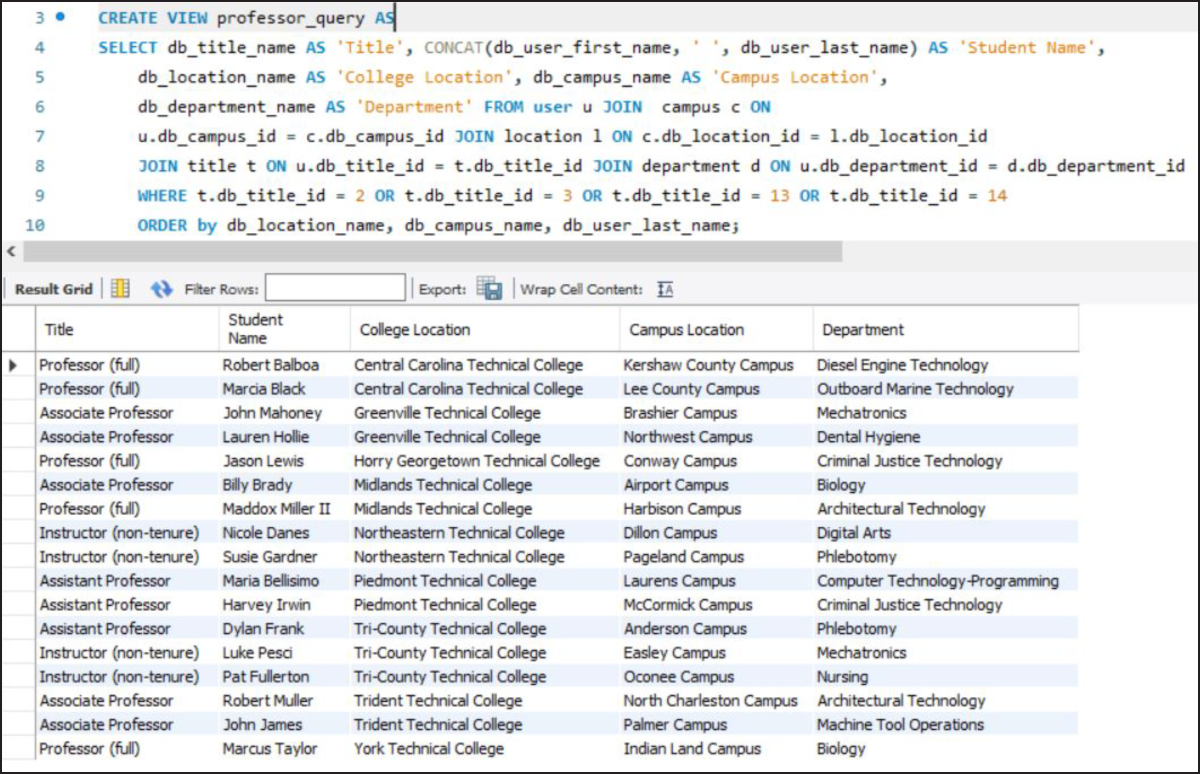 3 CREATE VIEW professor_query AS
4 SELECT db_title_name AS 'Title', CONCAT(db_user_first_name, ' ', db_user_last_name) AS 'Student Name',
5 db_location_name AS 'College Location', db_campus_name AS 'Campus Location',
6 db_department_name AS 'Department' FROM user u JOIN  campus c ON
7 u.db_campus_id = c.db_campus_id JOIN location l ON c.db_location_id = l.db_location_id
8 JOIN title t ON u.db_title_id = t.db_title_id JOIN department d ON u.db_department_id = d.db_department_id
9 WHERE t.db_title_id = 2 OR t.db_title_id = 3 OR t.db_title_id = 13 OR t.db_title_id = 14
10 ORDER by db_location_name, db_campus_name, db_user_last_name;
Result Grid Filter Rows: Export: Wrap Cell Content: IA
Title Student Name College Location Campus Location Department
Professor (full) Robert Balboa Central Carolina Technical College Kershaw County Campus Diesel Engine Technology
Professor (full) Marcia Black Central Carolina Technical College Lee County Campus Outboard Marine Technology
Associate Professor John Mahoney Greenville Technical College Brashier Campus Mechatronics
Associate Professor Lauren Hollie Greenville Technical College Northwest Campus Dental Hygiene
Professor (full) Jason Lewis Horry Georgetown Technical College Conway Campus Criminal Justice Technology
Associate Professor Billy Brady Midlands Technical College Airport Campus Biology
Professor (full) Maddox Miller II Midlands Technical College Harbison Campus Architectural Technology
Instructor (non-tenure) Nicole Danes Northeastern Technical College Dillon Campus Digital Arts
Instructor (non-tenure) Susie Gardner Northeastern Technical College Pageland Campus Phlebotomy
Assistant Professor Maria Bellisimo Piedmont Technical College Laurens Campus Computer Technology-Programming
Assistant Professor Harvey Irwin Piedmont Technical College McCormick Campus Criminal Justice Technology
Assistant Professor Dylan Frank Tri-County Technical College Anderson Campus Phlebotomy
Instructor (non-tenure) Luke Pesci Tri-County Technical College Easley Campus Mechatronics
Instructor (non-tenure) Pat Fullerton Tri-County Technical College Oconee Campus Nursing
Associate Professor Robert Muller Trident Technical College North Charleston Campus Architectural Technology
Associate Professor John James Trident Technical College Palmer Campus Machine Tool Operations
Professor (full) Marcus Taylor York Technical College Indian Land Campus Biology